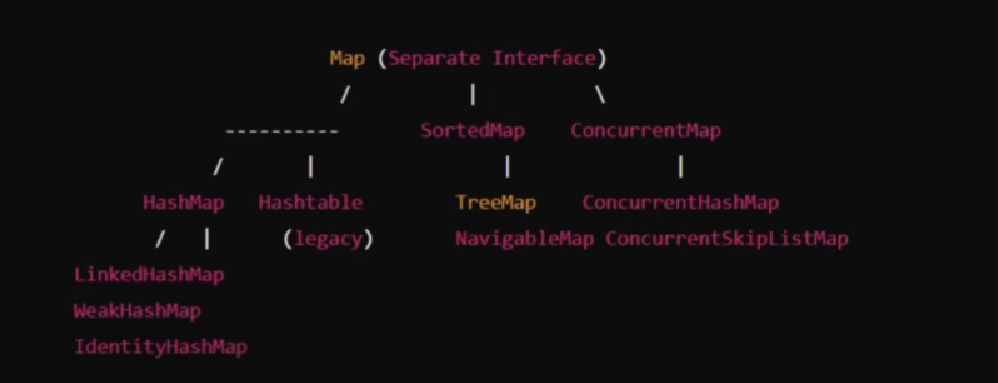 Map (Separate Interface)
/ | \
---------- SortedMap ConcurrentMap
/ | | |
HashMap Hashtable TreeMap ConcurrentHashMap
/ | (legacy) NavigableMap ConcurrentSkipListMap
LinkedHashMap
WeakHashMap
IdentityHashMap